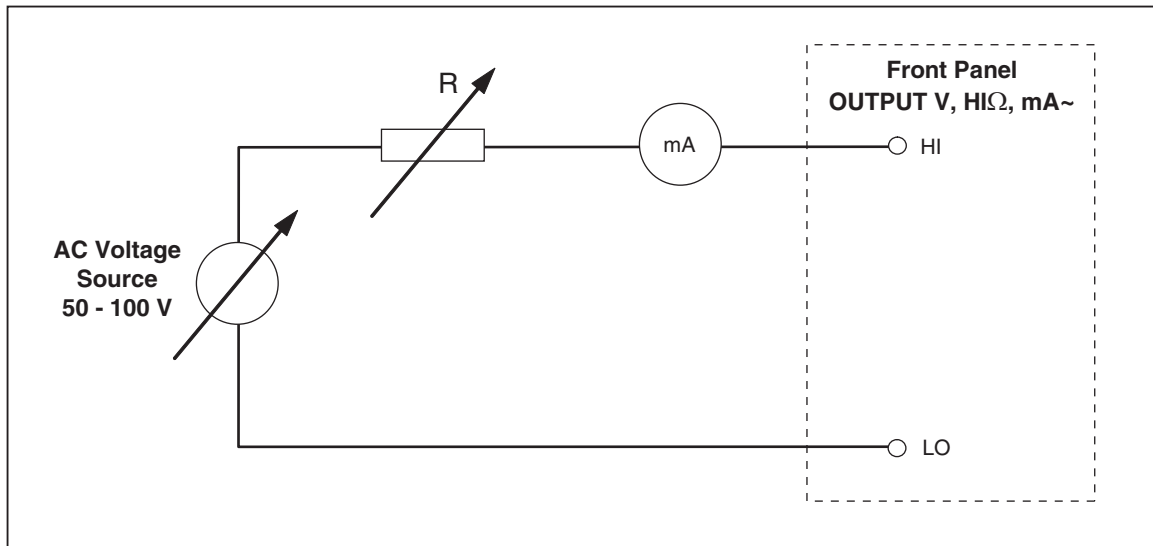 R
mA
Front Panel
OUTPUT V, HIΩ, mA~
HI
AC Voltage
Source
50 - 100 V
LO